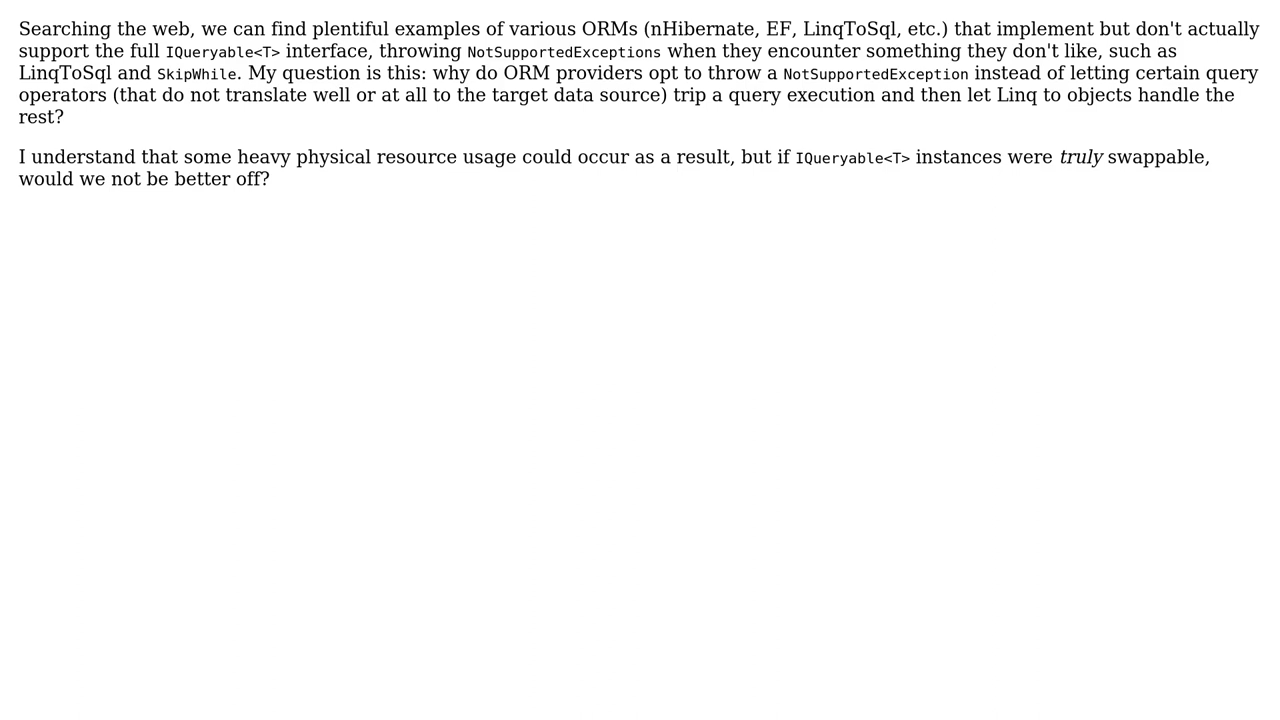 Searching the web, we can find plentiful examples of various ORMs (nHibernate, EF, LinqToSql, etc.) that implement but don't actually
support the full IQueryable<T> interface, throwing NotSupportedExceptions when they encounter something they don't like, such as
LinqToSql and SkipWhile. My question is this: why do ORM providers opt to throw a NotSupportedException instead of letting certain query
operators (that do not translate well or at all to the target data source) trip a query execution and then let Linq to objects handle the
rest?
I understand that some heavy physical resource usage could occur as a result, but if IQueryable<T> instances were truly swappable,
would we not be better off?